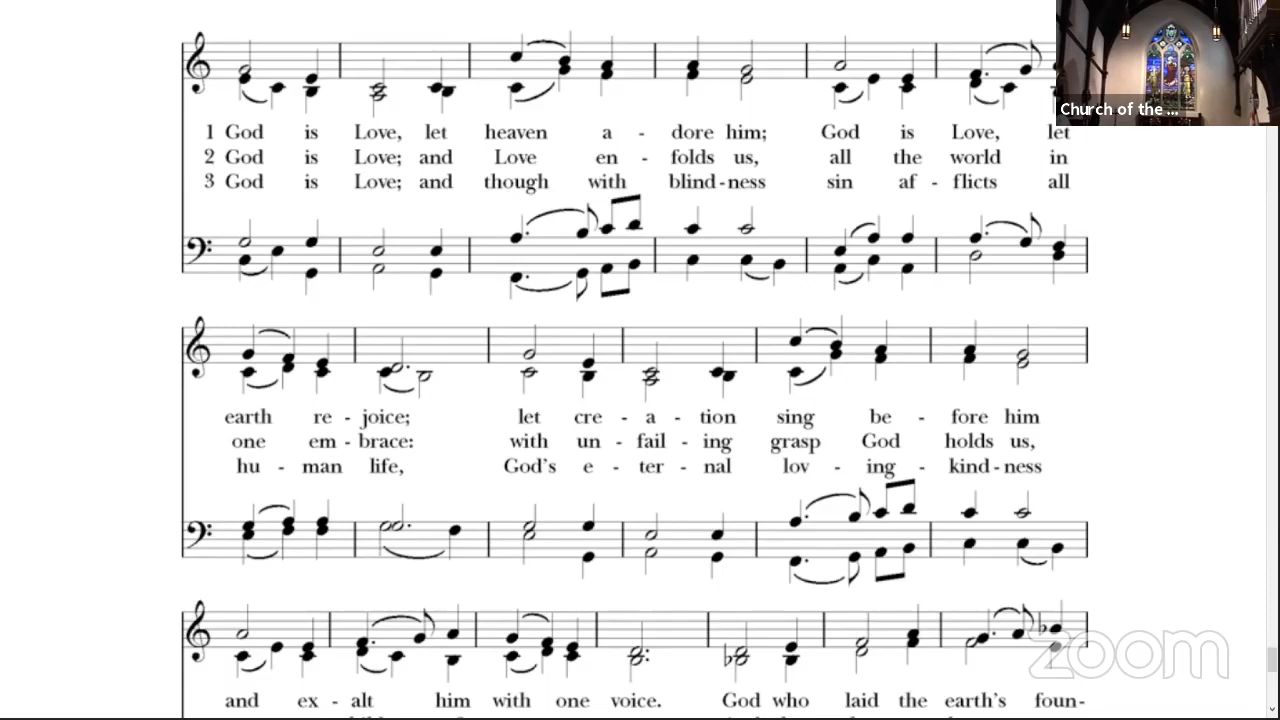 Church of the ...
1 God is Love, let heaven a - dore him; God is Love, let
2 God is Love; and Love en - folds us, all the world in
3 God is Love; and though with blind - ness sin af - flicts all
earth re - joice; let cre - a - tion sing be - fore him
one em - brace: with un - fail - ing grasp God holds us,
hu - man life, God's e - ter - nal lov - ing - kind - ness
and ex - alt him with one voice. God who laid the earth's foun-
zoom